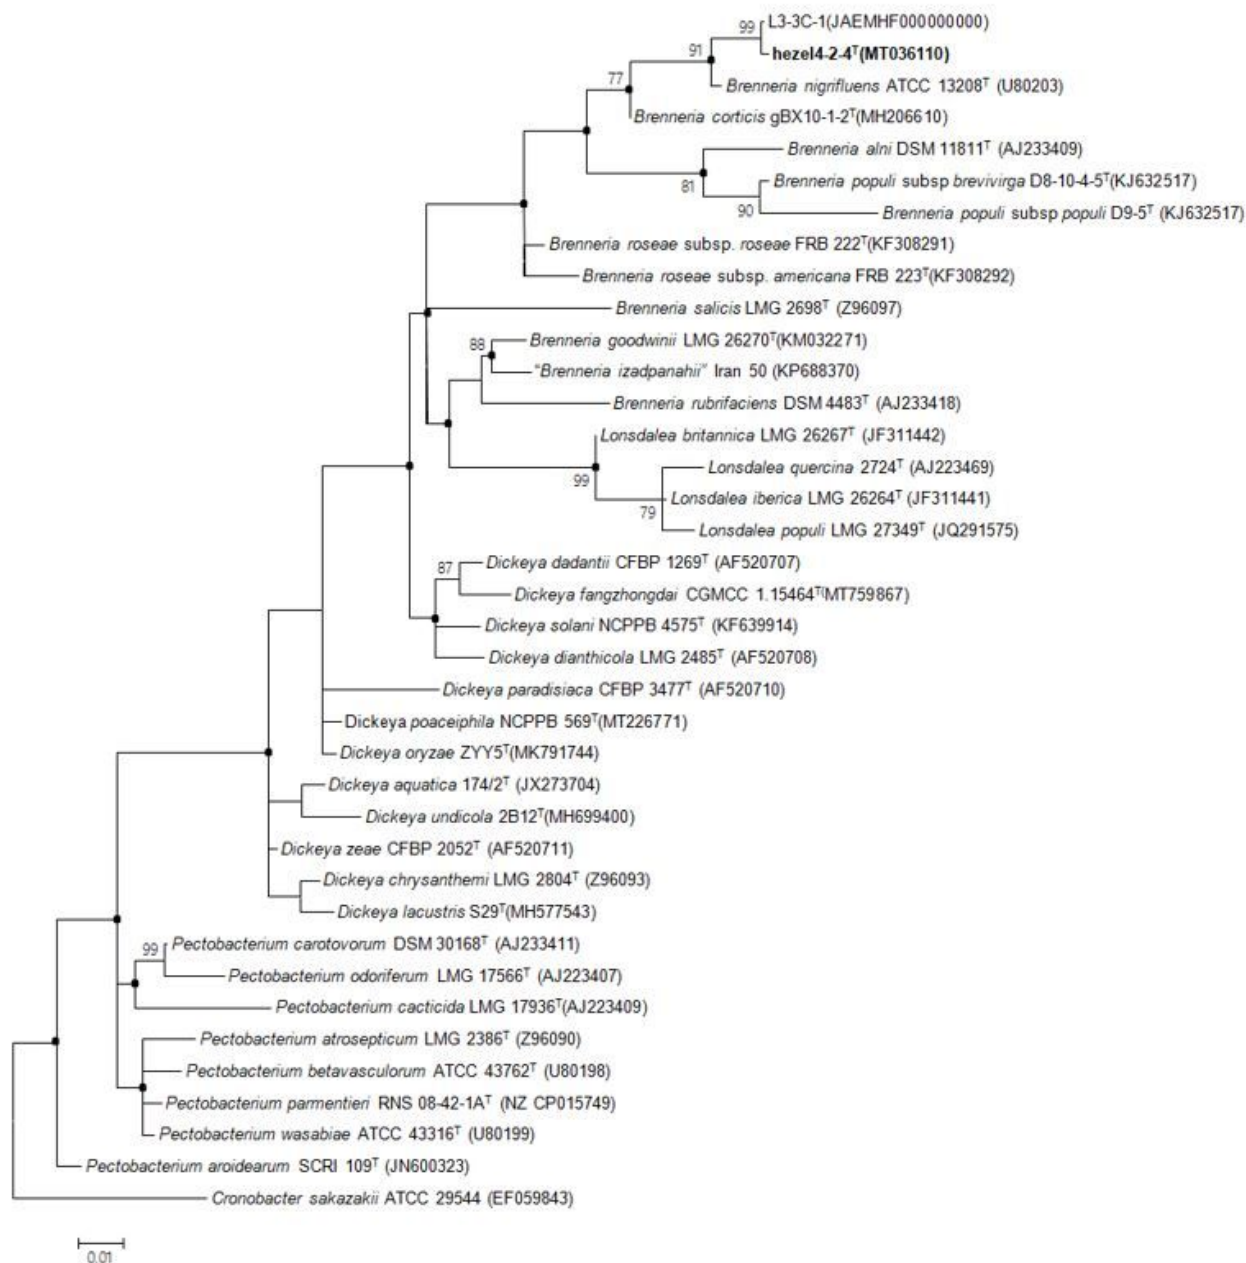 L3-3C-1(JAEMHF000000000)
99
hezel4-2-4ᵀ(MT036110)
91
Brenneria nigrifluens ATCC 13208ᵀ (U80203)
77
Brenneria corticis gBX10-1-2ᵀ(MH206610)
Brenneria alni DSM 11811ᵀ (AJ233409)
Brenneria populi subsp brevivirga D8-10-4-5ᵀ(KJ632517)
81
90
Brenneria populi subsp populi D9-5ᵀ (KJ632517)
Brenneria roseae subsp. roseae FRB 222ᵀ(KF308291)
Brenneria roseae subsp. americana FRB 223ᵀ(KF308292)
Brenneria salicis LMG 2698ᵀ (Z96097)
Brenneria goodwinii LMG 26270ᵀ(KM032271)
88
"Brenneria izadpanahii" Iran 50 (KP688370)
Brenneria rubrifaciens DSM 4483ᵀ (AJ233418)
Lonsdalea britannica LMG 26267ᵀ (JF311442)
Lonsdalea quercina 2724ᵀ (AJ223469)
99
Lonsdalea iberica LMG 26264ᵀ (JF311441)
79
Lonsdalea populi LMG 27349ᵀ (JQ291575)
Dickeya dadantii CFBP 1269ᵀ (AF520707)
87
Dickeya fangzhongdai CGMCC 1.15464ᵀ(MT759867)
Dickeya solani NCPPB 4575ᵀ (KF639914)
Dickeya dianthicola LMG 2485ᵀ (AF520708)
Dickeya paradisiaca CFBP 3477ᵀ (AF520710)
Dickeya poaceiphila NCPPB 569ᵀ(MT226771)
Dickeya oryzae ZYY5ᵀ(MK791744)
Dickeya aquatica 174/2ᵀ (JX273704)
Dickeya undicola 2B12ᵀ(MH699400)
Dickeya zeae CFBP 2052ᵀ (AF520711)
Dickeya chrysanthemi LMG 2804ᵀ (Z96093)
Dickeya lacustris S29ᵀ(MH577543)
99
Pectobacterium carotovorum DSM 30168ᵀ (AJ233411)
Pectobacterium odoriferum LMG 17566ᵀ (AJ223407)
Pectobacterium cacticida LMG 17936ᵀ(AJ223409)
Pectobacterium atrosepticum LMG 2386ᵀ (Z96090)
Pectobacterium betavasculorum ATCC 43762ᵀ (U80198)
Pectobacterium parmentieri RNS 08-42-1Aᵀ (NZ CP015749)
Pectobacterium wasabiae ATCC 43316ᵀ (U80199)
Pectobacterium aroidearum SCRI 109ᵀ (JN600323)
Cronobacter sakazakii ATCC 29544 (EF059843)
0.01